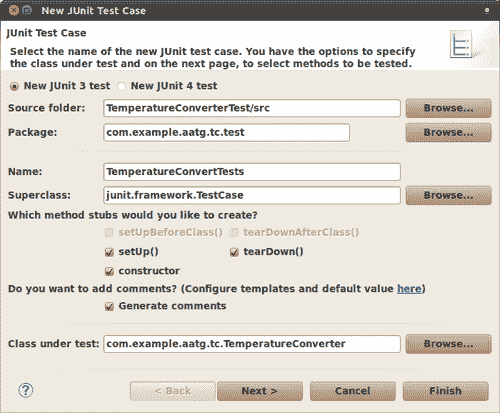 New JUnit Test Case
JUnit Test Case
Select the name of the new JUnit test case. You have the options to specify
the class under test and on the next page, to select methods to be tested.
New JUnit 3 test New JUnit 4 test
Source folder: TemperatureConverterTest/src Browse...
Package: com.example.aatg.tc.test Browse...
Name: TemperatureConvertTests
Superclass: junit.framework.TestCase Browse...
Which method stubs would you like to create?
setUpBeforeClass() tearDownAfterClass()
setUp() tearDown()
constructor
Do you want to add comments? (Configure templates and default value here)
Generate comments
Class under test: com.example.aatg.tc.TemperatureConverter Browse...
? < Back Next > Cancel Finish